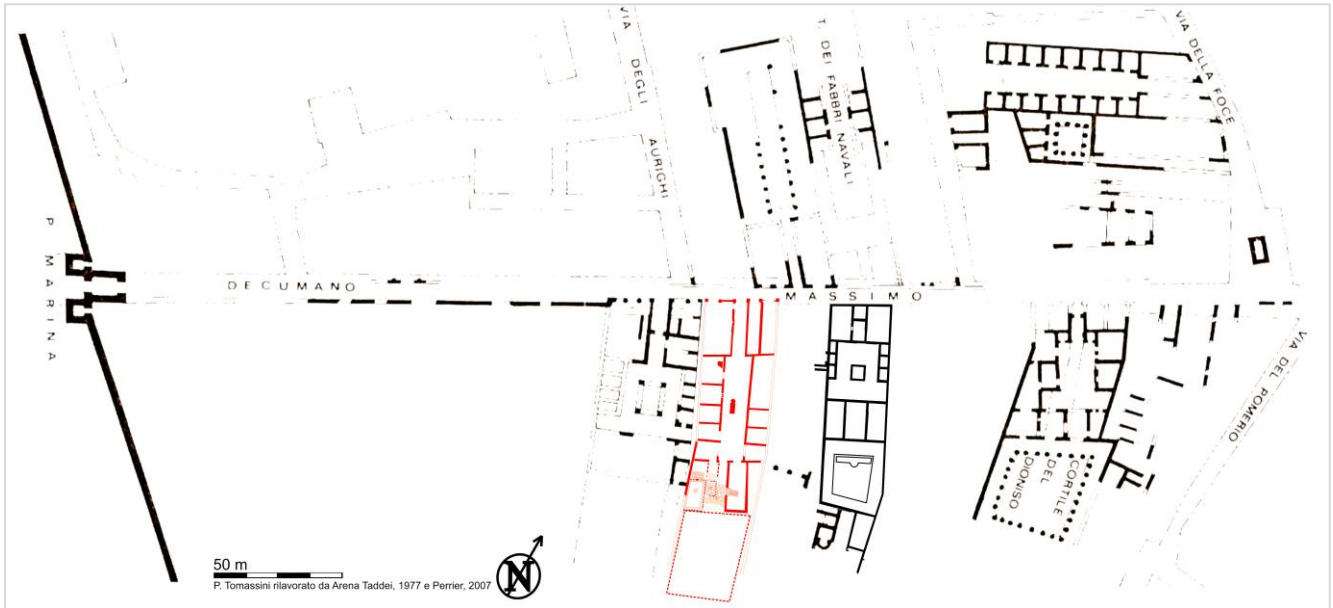 VIA DEGLI AURIGHI
T. DEI FABBRI NAVALI
VIA DELLA FOCE
P. MARINA
DECUMANO MASSIMO
VIA DEL POMERIO
CORTILE
DEL
DIONISO
50 m
N
P. Tomassini rilavorato da Arena Taddei, 1977 e Perrier, 2007